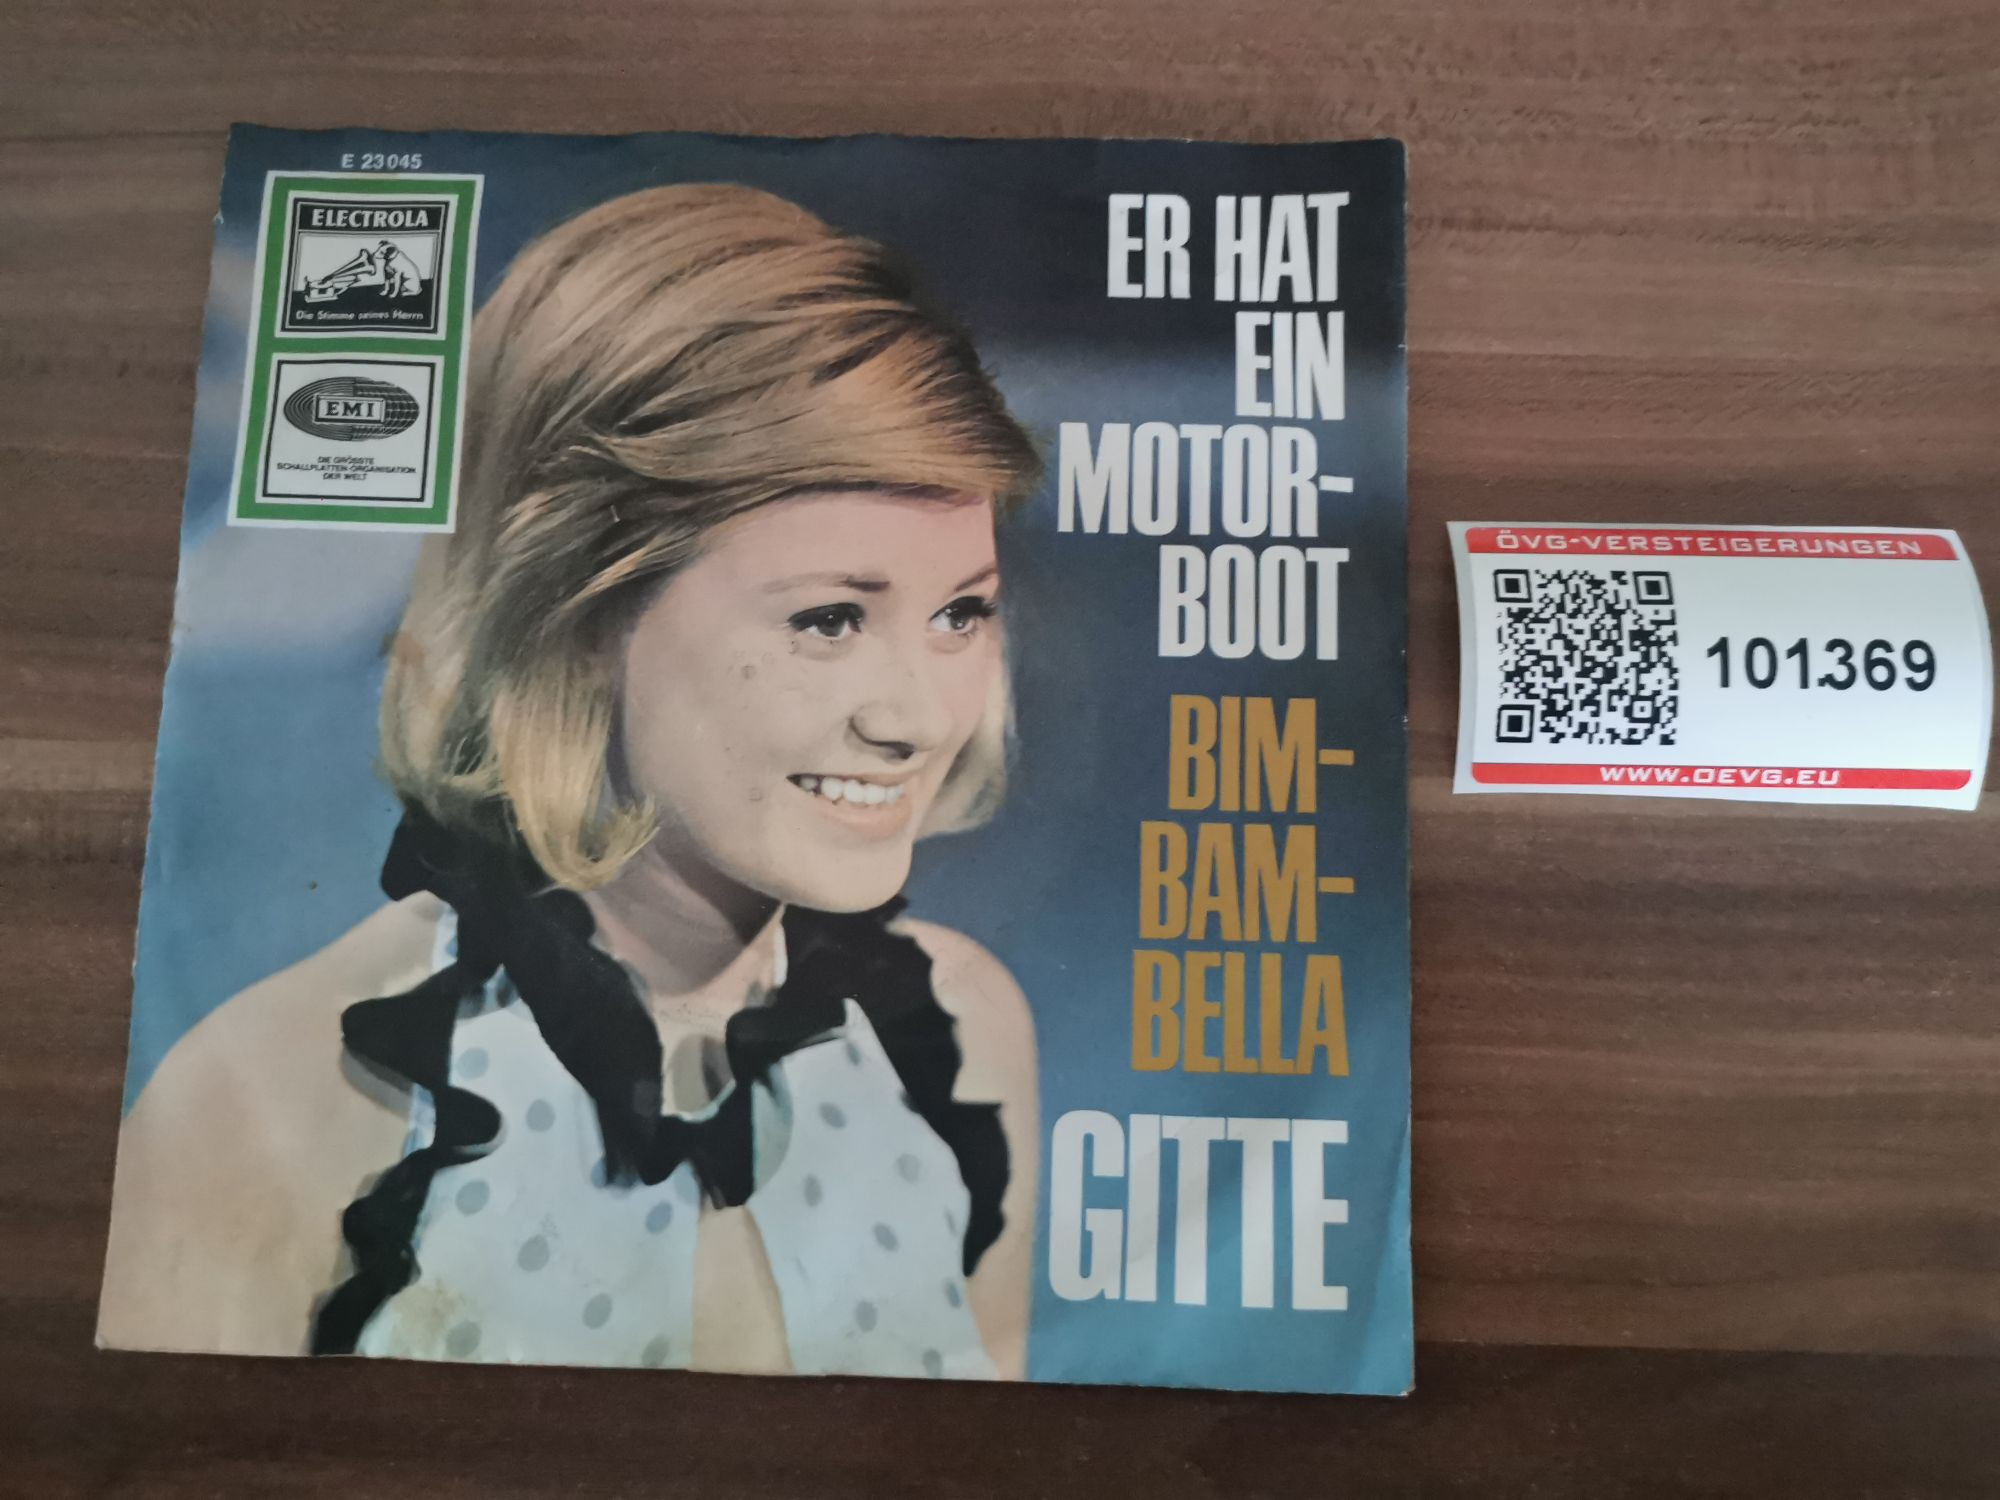 E 23045
ELECTROLA
Die Stimme seines Herrn
EMI
DIE GRÖSSTE
SCHALLPLATTEN-ORGANISATION
DER WELT
ER HAT
EIN
MOTOR-
BOOT
BIM-
BAM-
BELLA
GITTE
ÖVG-VERSTEIGERUNGEN
101369
WWW.OEVG.EU